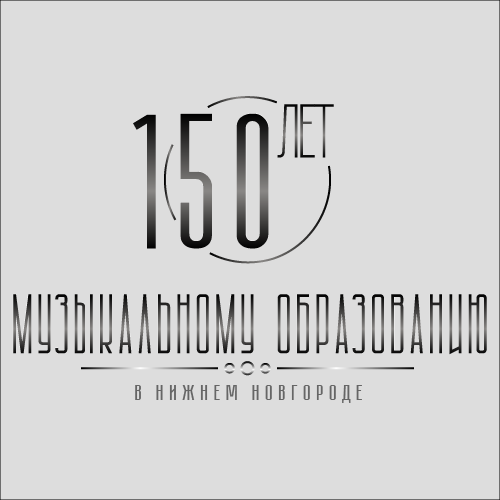 150 ЛЕТ
МУЗЫКАЛЬНОМУ ОБРАЗОВАНИЮ
В НИЖНЕМ НОВГОРОДЕ